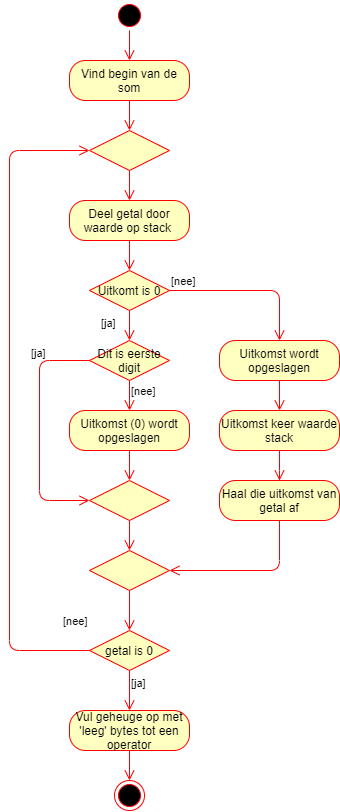 Vind begin van de
som
Deel getal door
waarde op stack
Uitkomt is 0
[nee]
[ja]
Dit is eerste
digit
[ja]
[nee]
Uitkomst wordt
opgeslagen
Uitkomst (0) wordt
opgeslagen
Uitkomst keer waarde
stack
Haal die uitkomst van
getal af
[nee]
getal is 0
[ja]
Vul geheuge op met
'leeg' bytes tot een
operator